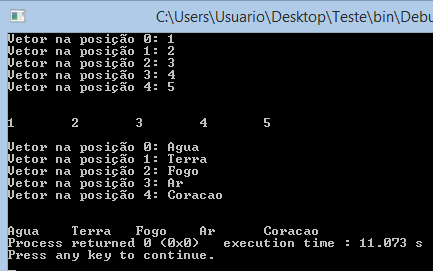 C:\Users\Usuario\Desktop\Teste\bin\Debu
Vetor na posição 0: 1
Vetor na posição 1: 2
Vetor na posição 2: 3
Vetor na posição 3: 4
Vetor na posição 4: 5
1 2 3 4 5
Vetor na posição 0: Agua
Vetor na posição 1: Terra
Vetor na posição 2: Fogo
Vetor na posição 3: Ar
Vetor na posição 4: Coracao
Agua Terra Fogo Ar Coracao
Process returned 0 (0x0) execution time : 11.073 s
Press any key to continue.